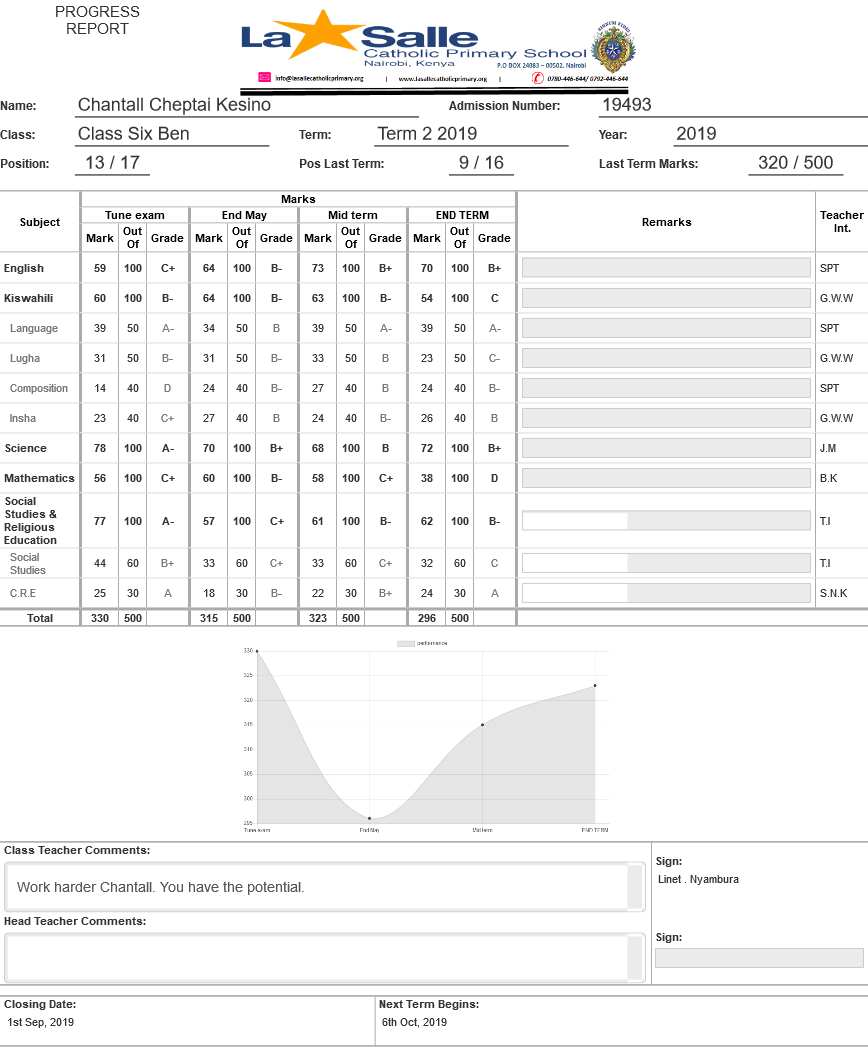 PROGRESS
REPORT
La Salle
Catholic Primary School
Nairobi, Kenya
P.O BOX 24083 – 00502, Nairobi
info@lasallecatholicprimary.org | www.lasallecatholicprimary.org | 0780-446-644/ 0792-446-644
Name: Chantall Cheptai Kesino Admission Number: 19493
Class: Class Six Ben Term: Term 2 2019 Year: 2019
Position: 13 / 17 Pos Last Term: 9 / 16 Last Term Marks: 320 / 500
Marks
Subject Tune exam End May Mid term END TERM Remarks Teacher Int.
Mark Out Of Grade Mark Out Of Grade Mark Out Of Grade Mark Out Of Grade
English 59 100 C+ 64 100 B- 73 100 B+ 70 100 B+ SPT
Kiswahili 60 100 B- 64 100 B- 63 100 B- 54 100 C G.W.W
Language 39 50 A- 34 50 B 39 50 A- 39 50 A- SPT
Lugha 31 50 B- 31 50 B- 33 50 B 23 50 C- G.W.W
Composition 14 40 D 24 40 B- 27 40 B 24 40 B- SPT
Insha 23 40 C+ 27 40 B 24 40 B- 26 40 B G.W.W
Science 78 100 A- 70 100 B+ 68 100 B 72 100 B+ J.M
Mathematics 56 100 C+ 60 100 B- 58 100 C+ 38 100 D B.K
Social
Studies &
Religious
Education 77 100 A- 57 100 C+ 61 100 B- 62 100 B- T.I
Social
Studies 44 60 B+ 33 60 C+ 33 60 C+ 32 60 C T.I
C.R.E 25 30 A 18 30 B- 22 30 B+ 24 30 A S.N.K
Total 330 500 315 500 323 500 296 500
performance
330
325
320
315
310
305
300
295
Tune exam End May Mid term END TERM
Class Teacher Comments:
Work harder Chantall. You have the potential.
Sign:
Linet . Nyambura
Head Teacher Comments:
Sign:
Closing Date: Next Term Begins:
1st Sep, 2019 6th Oct, 2019